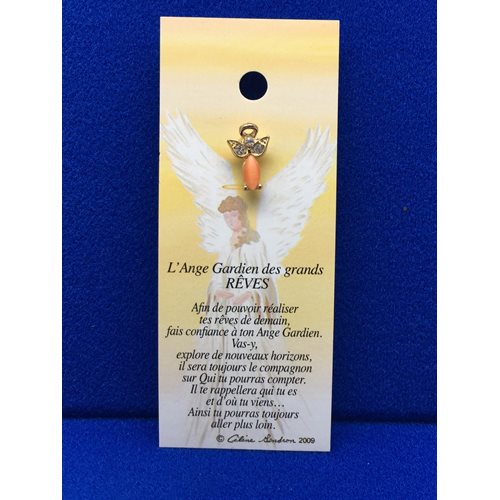 L'Ange Gardien des grands
RÊVES
Afin de pouvoir réaliser
tes rêves de demain,
fais confiance à ton Ange Gardien.
Vas-y,
explore de nouveaux horizons,
il sera toujours le compagnon
sur Qui tu pourras compter.
Il te rappellera qui tu es
et d'où tu viens...
Ainsi tu pourras toujours
aller plus loin.
© Céline Gendron 2009